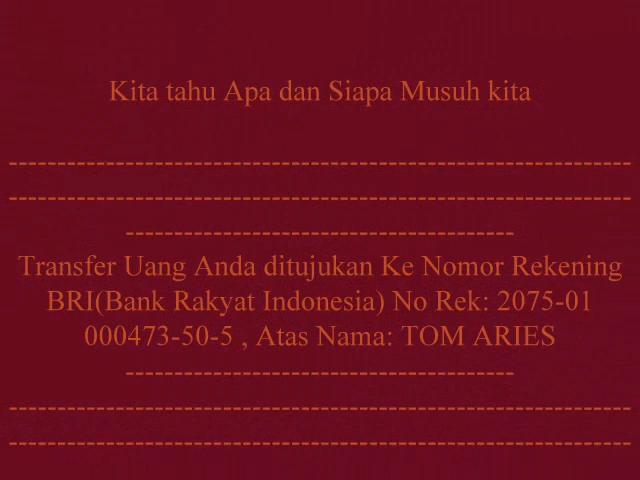 Kita tahu Apa dan Siapa Musuh kita
----------------------------------------------------------------
----------------------------------------------------------------
----------------------------------------
Transfer Uang Anda ditujukan Ke Nomor Rekening
BRI(Bank Rakyat Indonesia) No Rek: 2075-01
000473-50-5 , Atas Nama: TOM ARIES
----------------------------------------
----------------------------------------------------------------
----------------------------------------------------------------